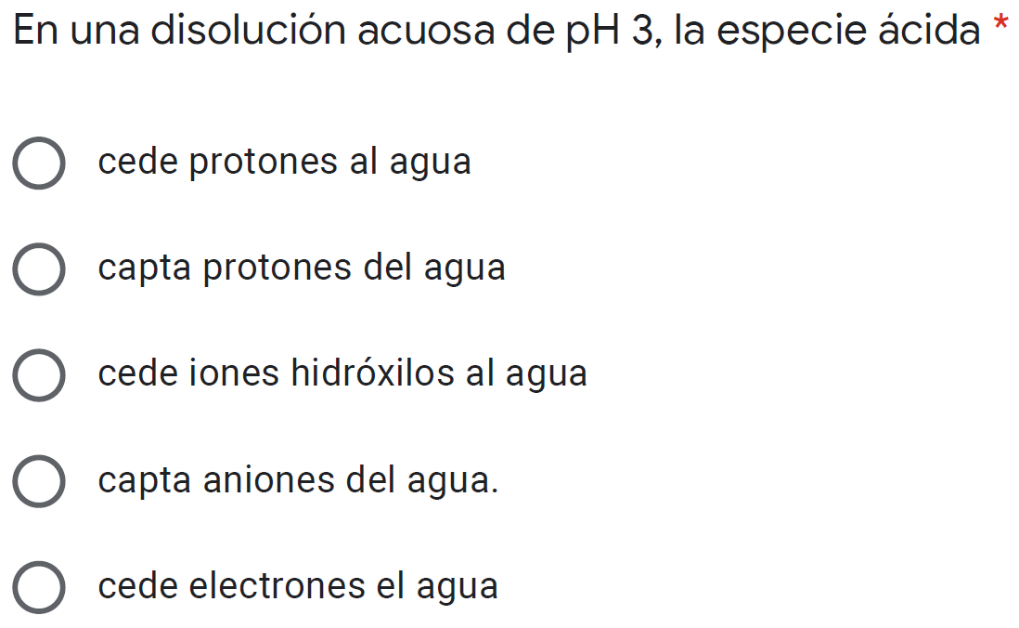 En una disolución acuosa de pH 3, la especie ácida *
cede protones al agua
capta protones del agua
cede iones hidróxilos al agua
capta aniones del agua.
cede electrones el agua